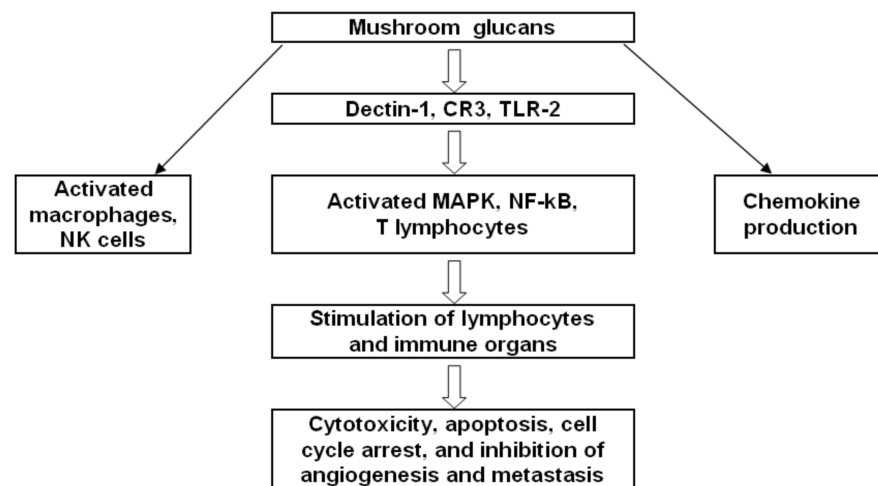 Mushroom glucans
Dectin-1, CR3, TLR-2
Activated
macrophages,
NK cells
Activated MAPK, NF-kB,
T lymphocytes
Chemokine
production
Stimulation of lymphocytes
and immune organs
Cytotoxicity, apoptosis, cell
cycle arrest, and inhibition of
angiogenesis and metastasis